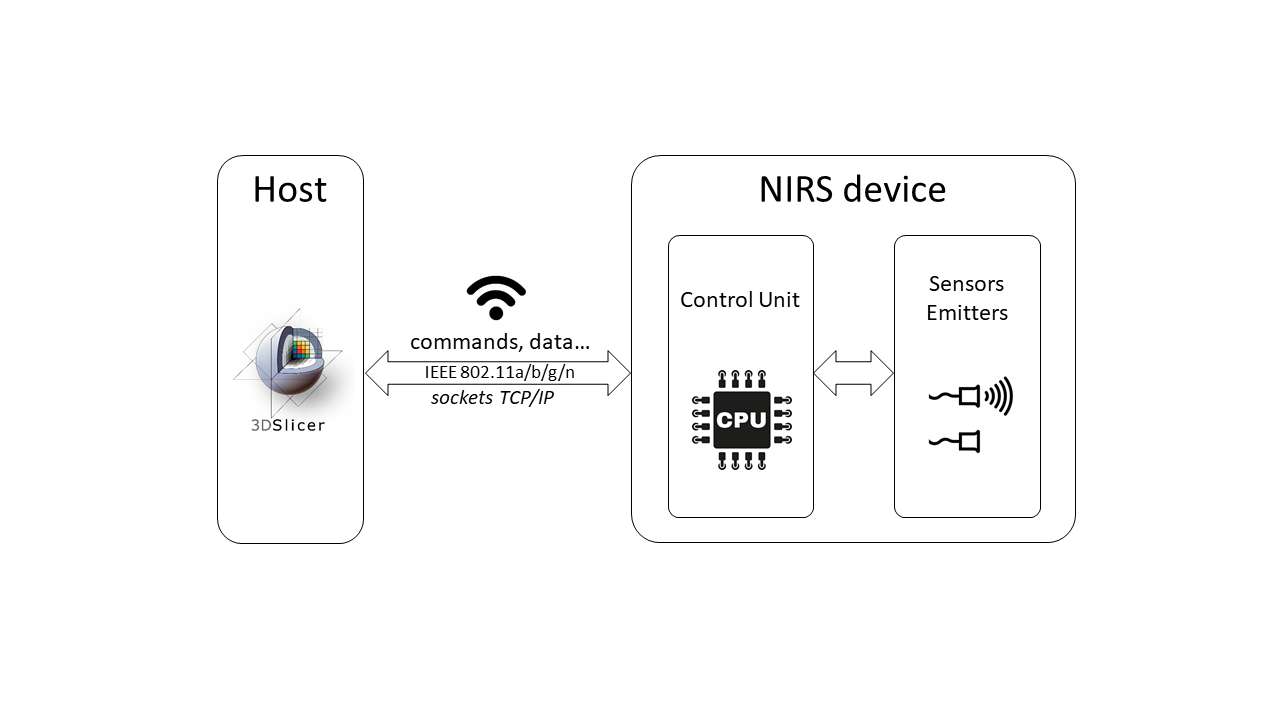 Host
3DSlicer
commands, data...
IEEE 802.11a/b/g/n
sockets TCP/IP
NIRS device
Control Unit
CPU
Sensors
Emitters